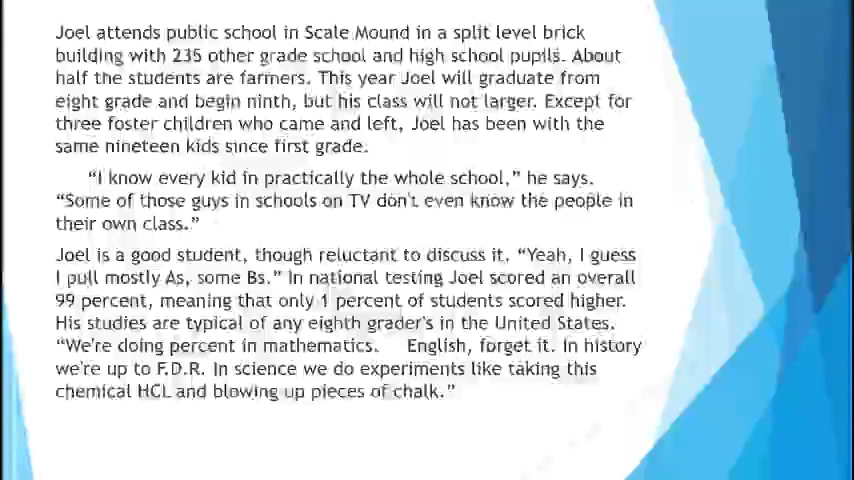 Joel attends public school in Scale Mound in a split level brick
building with 235 other grade school and high school pupils. About
half the students are farmers. This year Joel will graduate from
eight grade and begin ninth, but his class will not larger. Except for
three foster children who came and left, Joel has been with the
same nineteen kids since first grade.
“I know every kid in practically the whole school,” he says.
“Some of those guys in schools on TV don't even know the people in
their own class.”
Joel is a good student, though reluctant to discuss it, “Yeah, I guess
I pull mostly As, some Bs.” In national testing Joel scored an overall
99 percent, meaning that only 1 percent of students scored higher.
His studies are typical of any eighth grader's in the United States.
“We're doing percent in mathematics. English, forget it. In history
we're up to F.D.R. In science we do experiments like taking this
chemical HCL and blowing up pieces of chalk.”